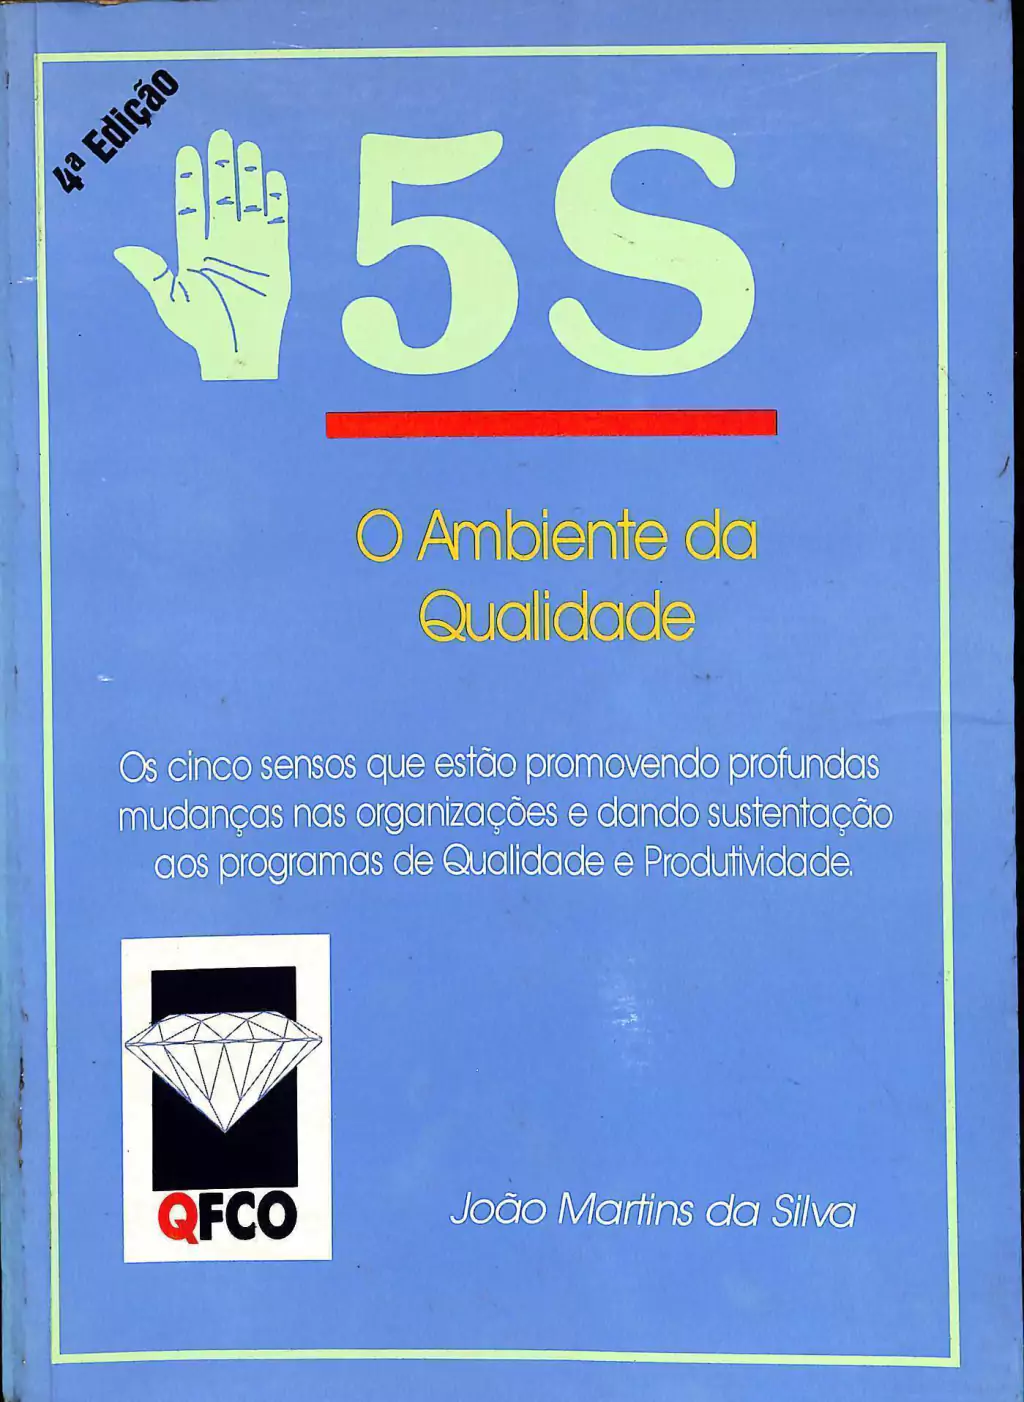 4ª Edição
5S
O Ambiente da
Qualidade
Os cinco sensos que estão promovendo profundas
mudanças nas organizações e dando sustentação
aos programas de Qualidade e Produtividade.
QFCO
João Martins da Silva